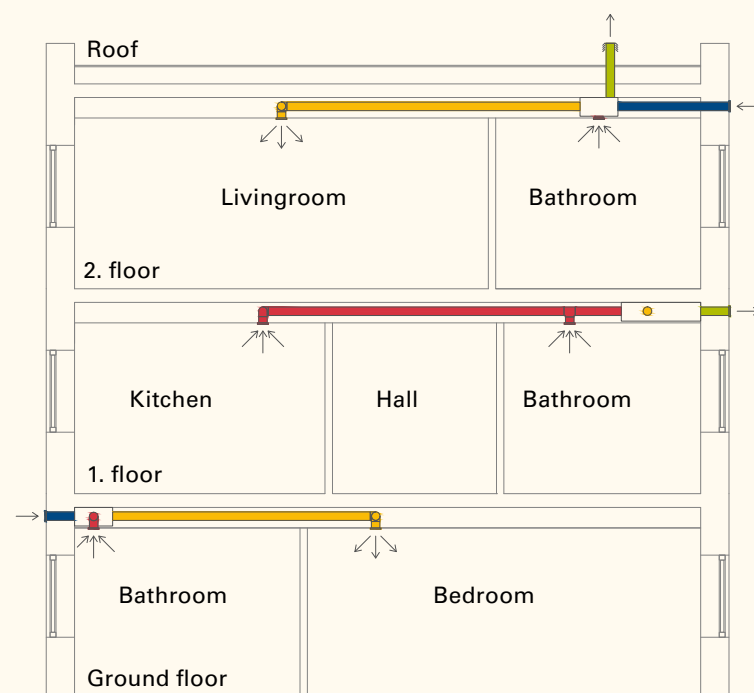 Roof
Livingroom
Bathroom
2. floor
Kitchen
Hall
Bathroom
1. floor
Bathroom
Bedroom
Ground floor